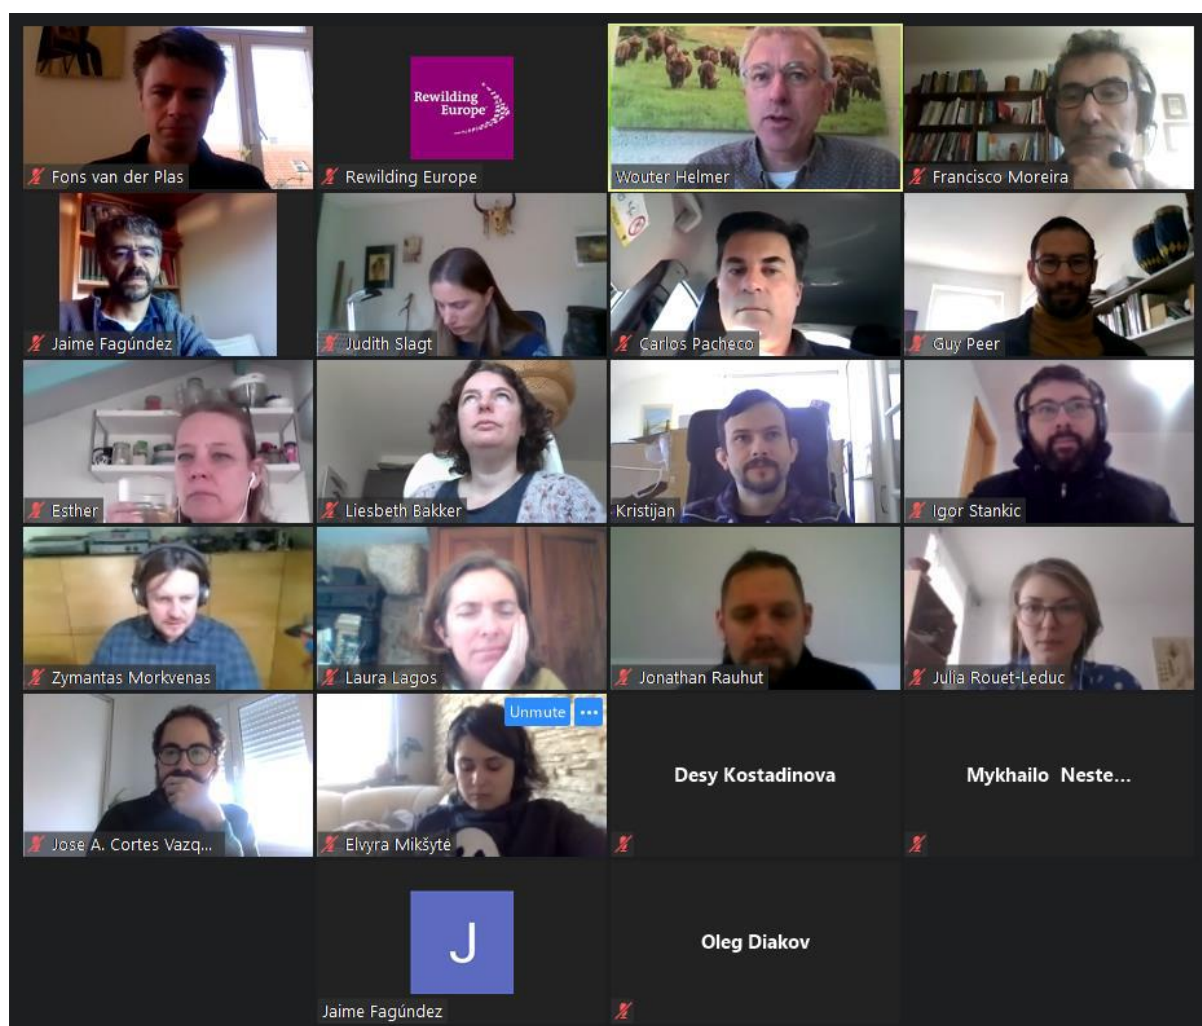 Fons van der Plas
Rewilding
Europe
Rewilding Europe
Wouter Helmer
Francisco Moreira
Jaime Fagúndez
Judith Slagt
Carlos Pacheco
Guy Peer
Esther
Liesbeth Bakker
Kristijan
Igor Stankic
Zymantas Morkvenas
Laura Lagos
Jonathan Rauhut
Julia Rouet-Leduc
Jose A. Cortes Vazq...
Unmute
Elvyra Mikšytė
Desy Kostadinova
Mykhailo Neste...
J
Jaime Fagúndez
Oleg Diakov